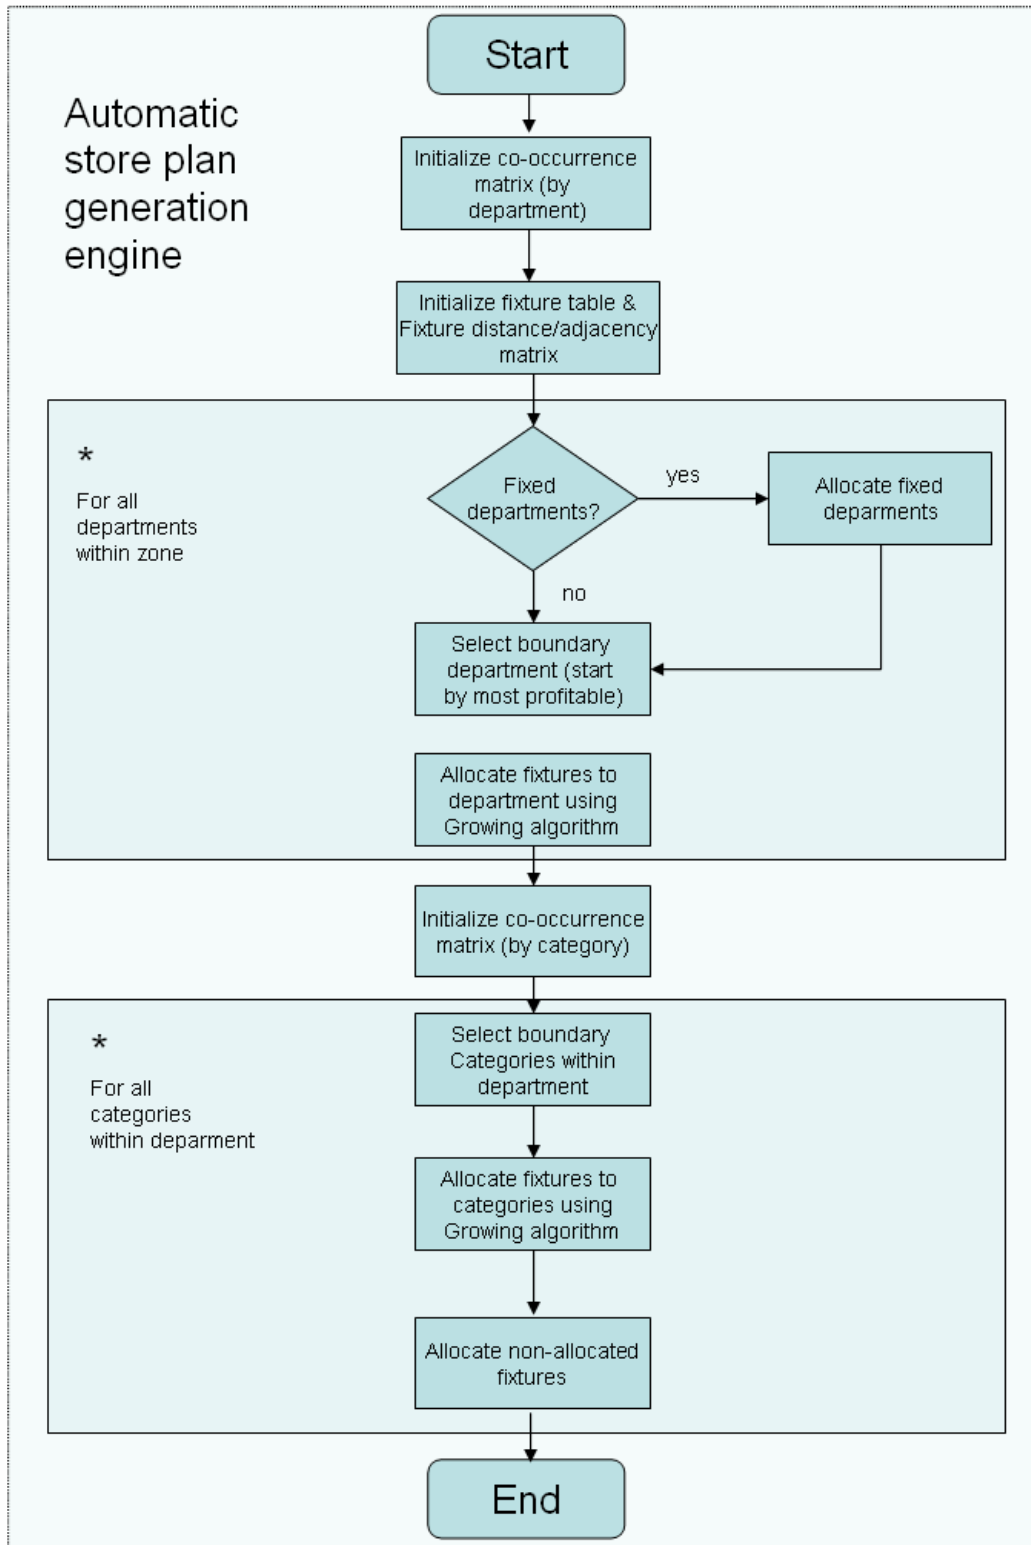 Start
Automatic
store plan
generation
engine
Initialize co-occurrence
matrix (by
department)
Initialize fixture table &
Fixture distance/adjacency
matrix
*
For all
departments
within zone
Fixed
departments?
yes
Allocate fixed
deparments
no
Select boundary
department (start
by most profitable)
Allocate fixtures to
department using
Growing algorithm
Initialize co-occurrence
matrix (by category)
*
For all
categories
within deparment
Select boundary
Categories within
department
Allocate fixtures to
categories using
Growing algorithm
Allocate non-allocated
fixtures
End